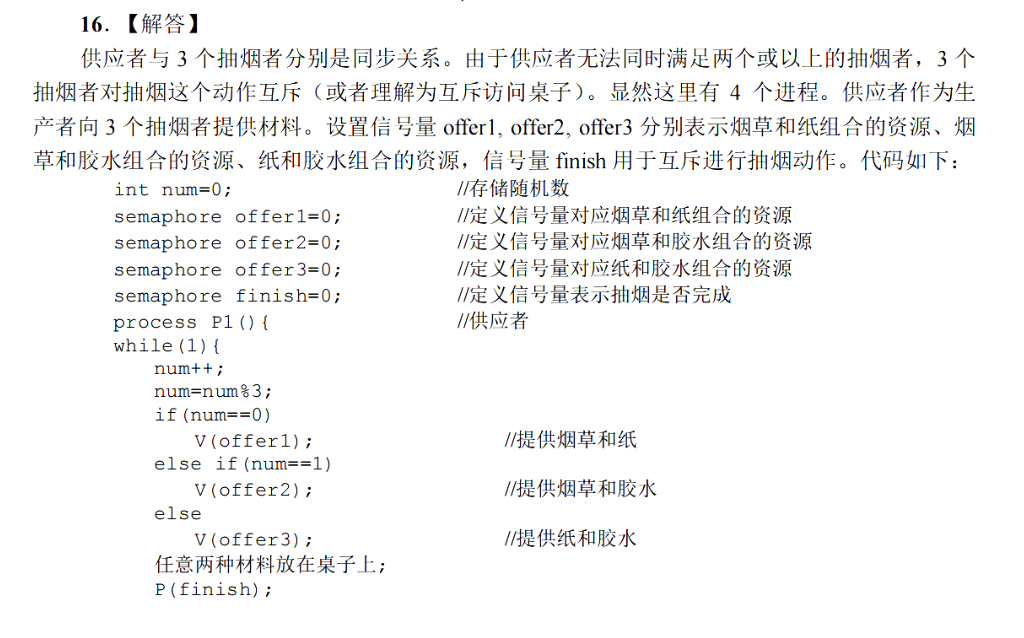 16. 【解答】
供应者与 3 个抽烟者分别是同步关系。由于供应者无法同时满足两个或以上的抽烟者，3 个
抽烟者对抽烟这个动作互斥（或者理解为互斥访问桌子）。显然这里有 4 个进程。供应者作为生
产者向 3 个抽烟者提供材料。设置信号量 offer1, offer2, offer3 分别表示烟草和纸组合的资源、烟
草和胶水组合的资源、纸和胶水组合的资源，信号量 finish 用于互斥进行抽烟动作。代码如下：
int num=0; //存储随机数
semaphore offer1=0; //定义信号量对应烟草和纸组合的资源
semaphore offer2=0; //定义信号量对应烟草和胶水组合的资源
semaphore offer3=0; //定义信号量对应纸和胶水组合的资源
semaphore finish=0; //定义信号量表示抽烟是否完成
process P1(){ //供应者
while(1){
num++;
num=num%3;
if(num==0)
V(offer1); //提供烟草和纸
else if(num==1)
V(offer2); //提供烟草和胶水
else
V(offer3); //提供纸和胶水
任意两种材料放在桌子上;
P(finish);